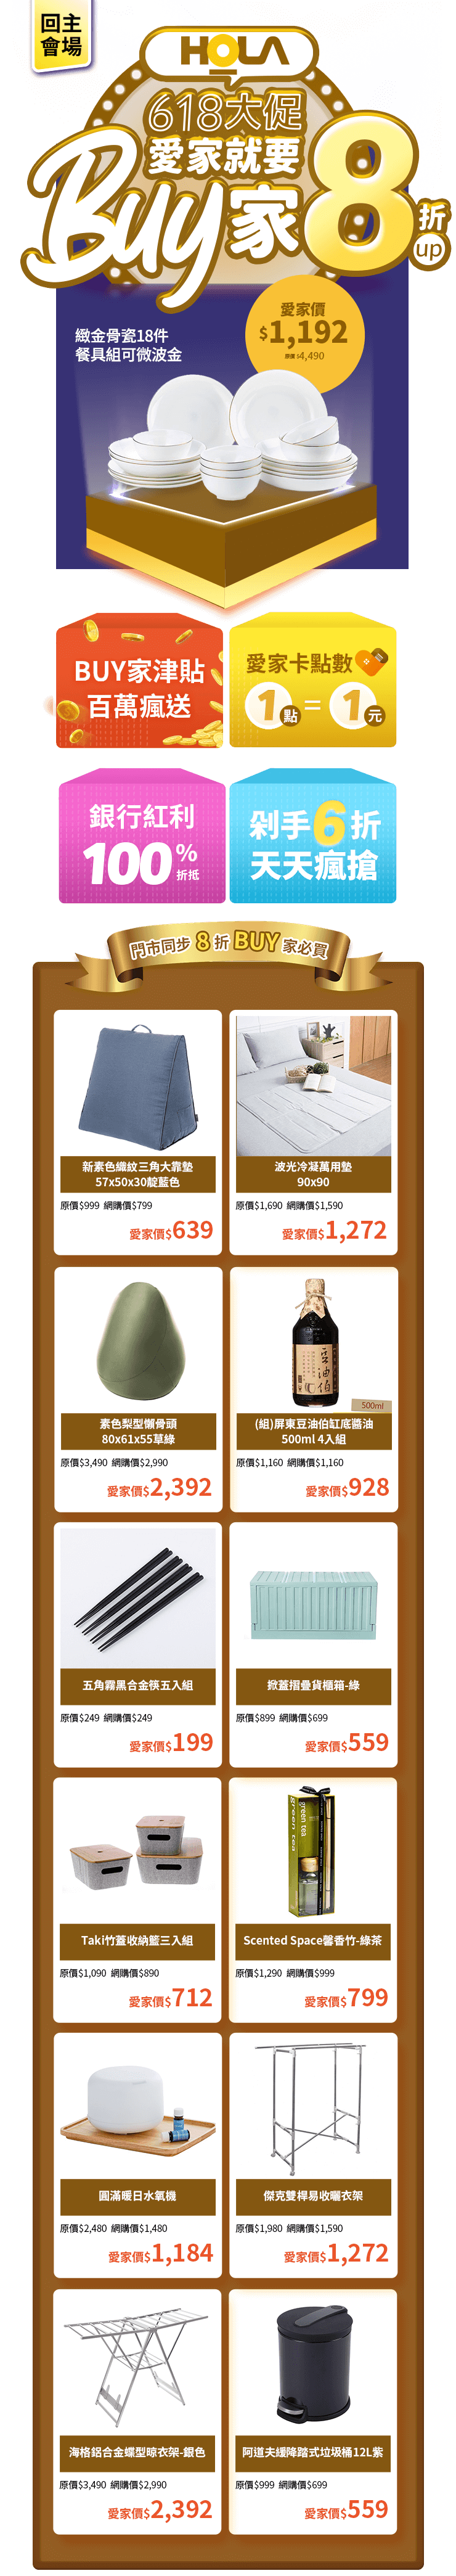 回主
會場
HOLA
618大促
愛家就要
Buy家8折up
緻金骨瓷18件
餐具組可微波金
愛家價
$1,192
原價 $4,490
BUY家津貼
百萬瘋送
愛家卡點數
1點=1元
銀行紅利
100%折抵
剁手6折
天天瘋搶
門市同步8折BUY家必買
新素色織紋三角大靠墊
57x50x30靛藍色
原價$999 網購價$799
愛家價$639
波光冷凝萬用墊
90x90
原價$1,690 網購價$1,590
愛家價$1,272
素色梨型懶骨頭
80x61x55草綠
原價$3,490 網購價$2,990
愛家價$2,392
豆油伯
500ml
(組)屏東豆油伯缸底醬油
500ml 4入組
原價$1,160 網購價$1,160
愛家價$928
五角霧黑合金筷五入組
原價$249 網購價$249
愛家價$199
掀蓋摺疊貨櫃箱-綠
原價$899 網購價$699
愛家價$559
Taki竹蓋收納籃三入組
原價$1,090 網購價$890
愛家價$712
green tea
green tea
Scented Space馨香竹-綠茶
原價$1,290 網購價$999
愛家價$799
圓滿暖日水氧機
原價$2,480 網購價$1,480
愛家價$1,184
傑克雙桿易收曬衣架
原價$1,980 網購價$1,590
愛家價$1,272
海格鋁合金蝶型晾衣架-銀色
原價$3,490 網購價$2,990
愛家價$2,392
阿道夫緩降踏式垃圾桶12L紫
原價$999 網購價$699
愛家價$559